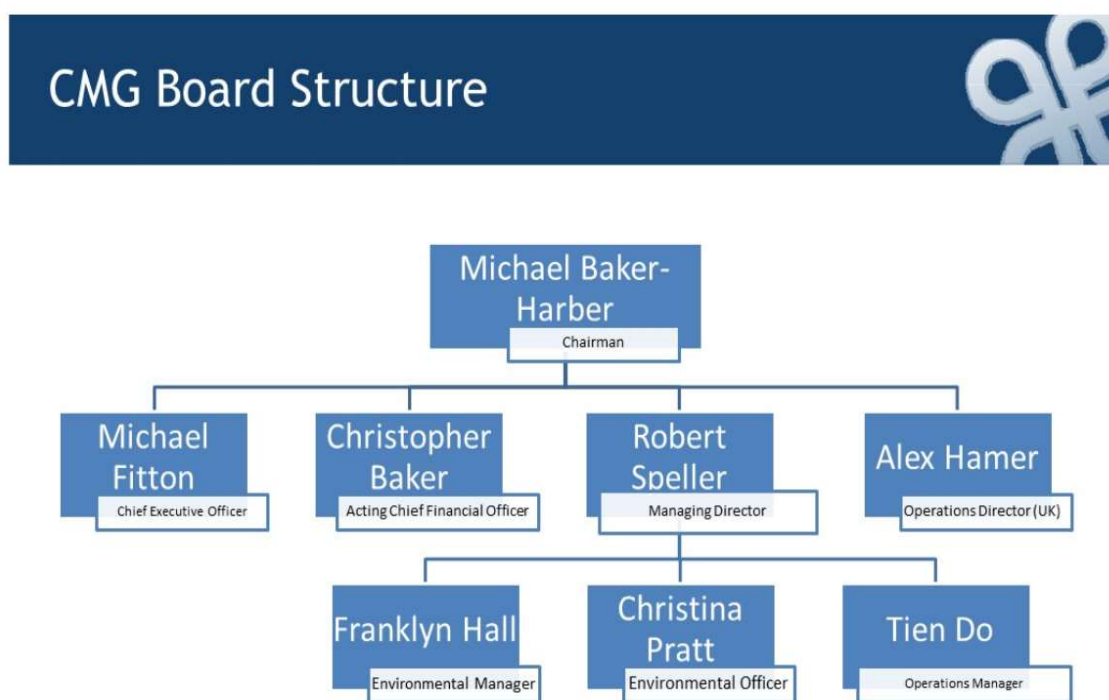 CMG Board Structure
Michael Baker-
Harber
Chairman
Michael
Fitton
Chief Executive Officer
Christopher
Baker
Acting Chief Financial Officer
Robert
Speller
Managing Director
Alex Hamer
Operations Director (UK)
Franklyn Hall
Environmental Manager
Christina
Pratt
Environmental Officer
Tien Do
Operations Manager